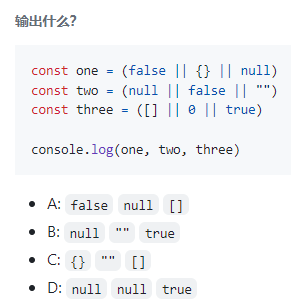 输出什么?
const one = (false || {} || null)
const two = (null || false || "")
const three = ([] || 0 || true)
console.log(one, two, three)
• A: false null []
• B: null "" true
• C: {} "" []
• D: null null true